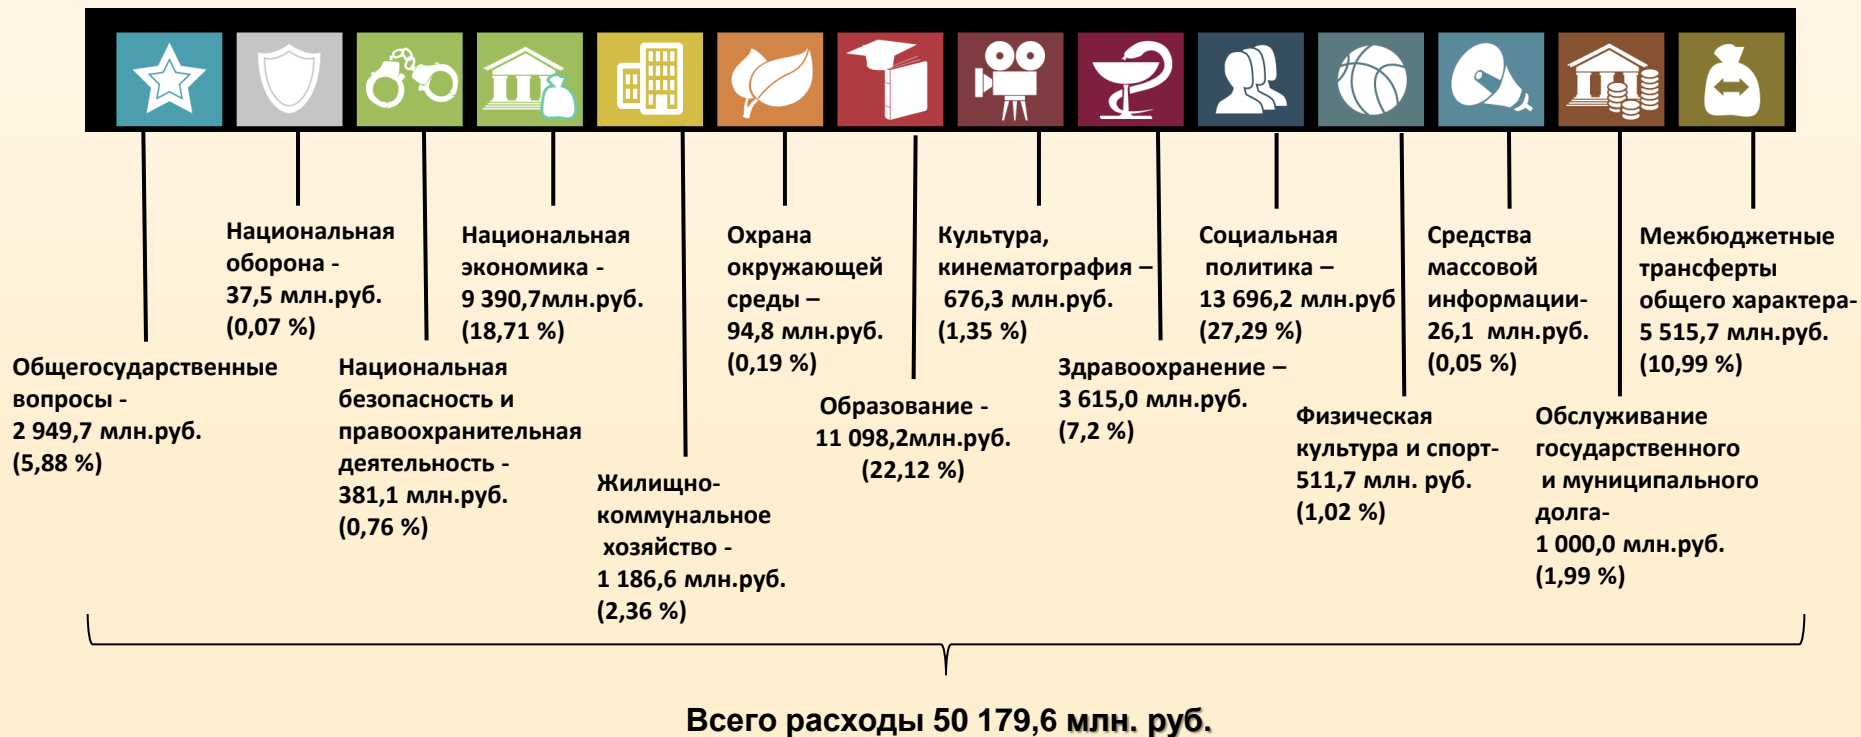 Общегосударственные
вопросы -
2 949,7 млн.руб.
(5,88 %)
Национальная
оборона -
37,5 млн.руб.
(0,07 %)
Национальная
безопасность и
правоохранительная
деятельность -
381,1 млн.руб.
(0,76 %)
Национальная
экономика -
9 390,7млн.руб.
(18,71 %)
Жилищно-
коммунальное
хозяйство -
1 186,6 млн.руб.
(2,36 %)
Охрана
окружающей
среды –
94,8 млн.руб.
(0,19 %)
Образование -
11 098,2млн.руб.
(22,12 %)
Культура,
кинематография –
676,3 млн.руб.
(1,35 %)
Здравоохранение –
3 615,0 млн.руб.
(7,2 %)
Социальная
политика –
13 696,2 млн.руб
(27,29 %)
Физическая
культура и спорт-
511,7 млн. руб.
(1,02 %)
Средства
массовой
информации-
26,1 млн.руб.
(0,05 %)
Обслуживание
государственного
и муниципального
долга-
1 000,0 млн.руб.
(1,99 %)
Межбюджетные
трансферты
общего характера-
5 515,7 млн.руб.
(10,99 %)
Всего расходы 50 179,6 млн. руб.